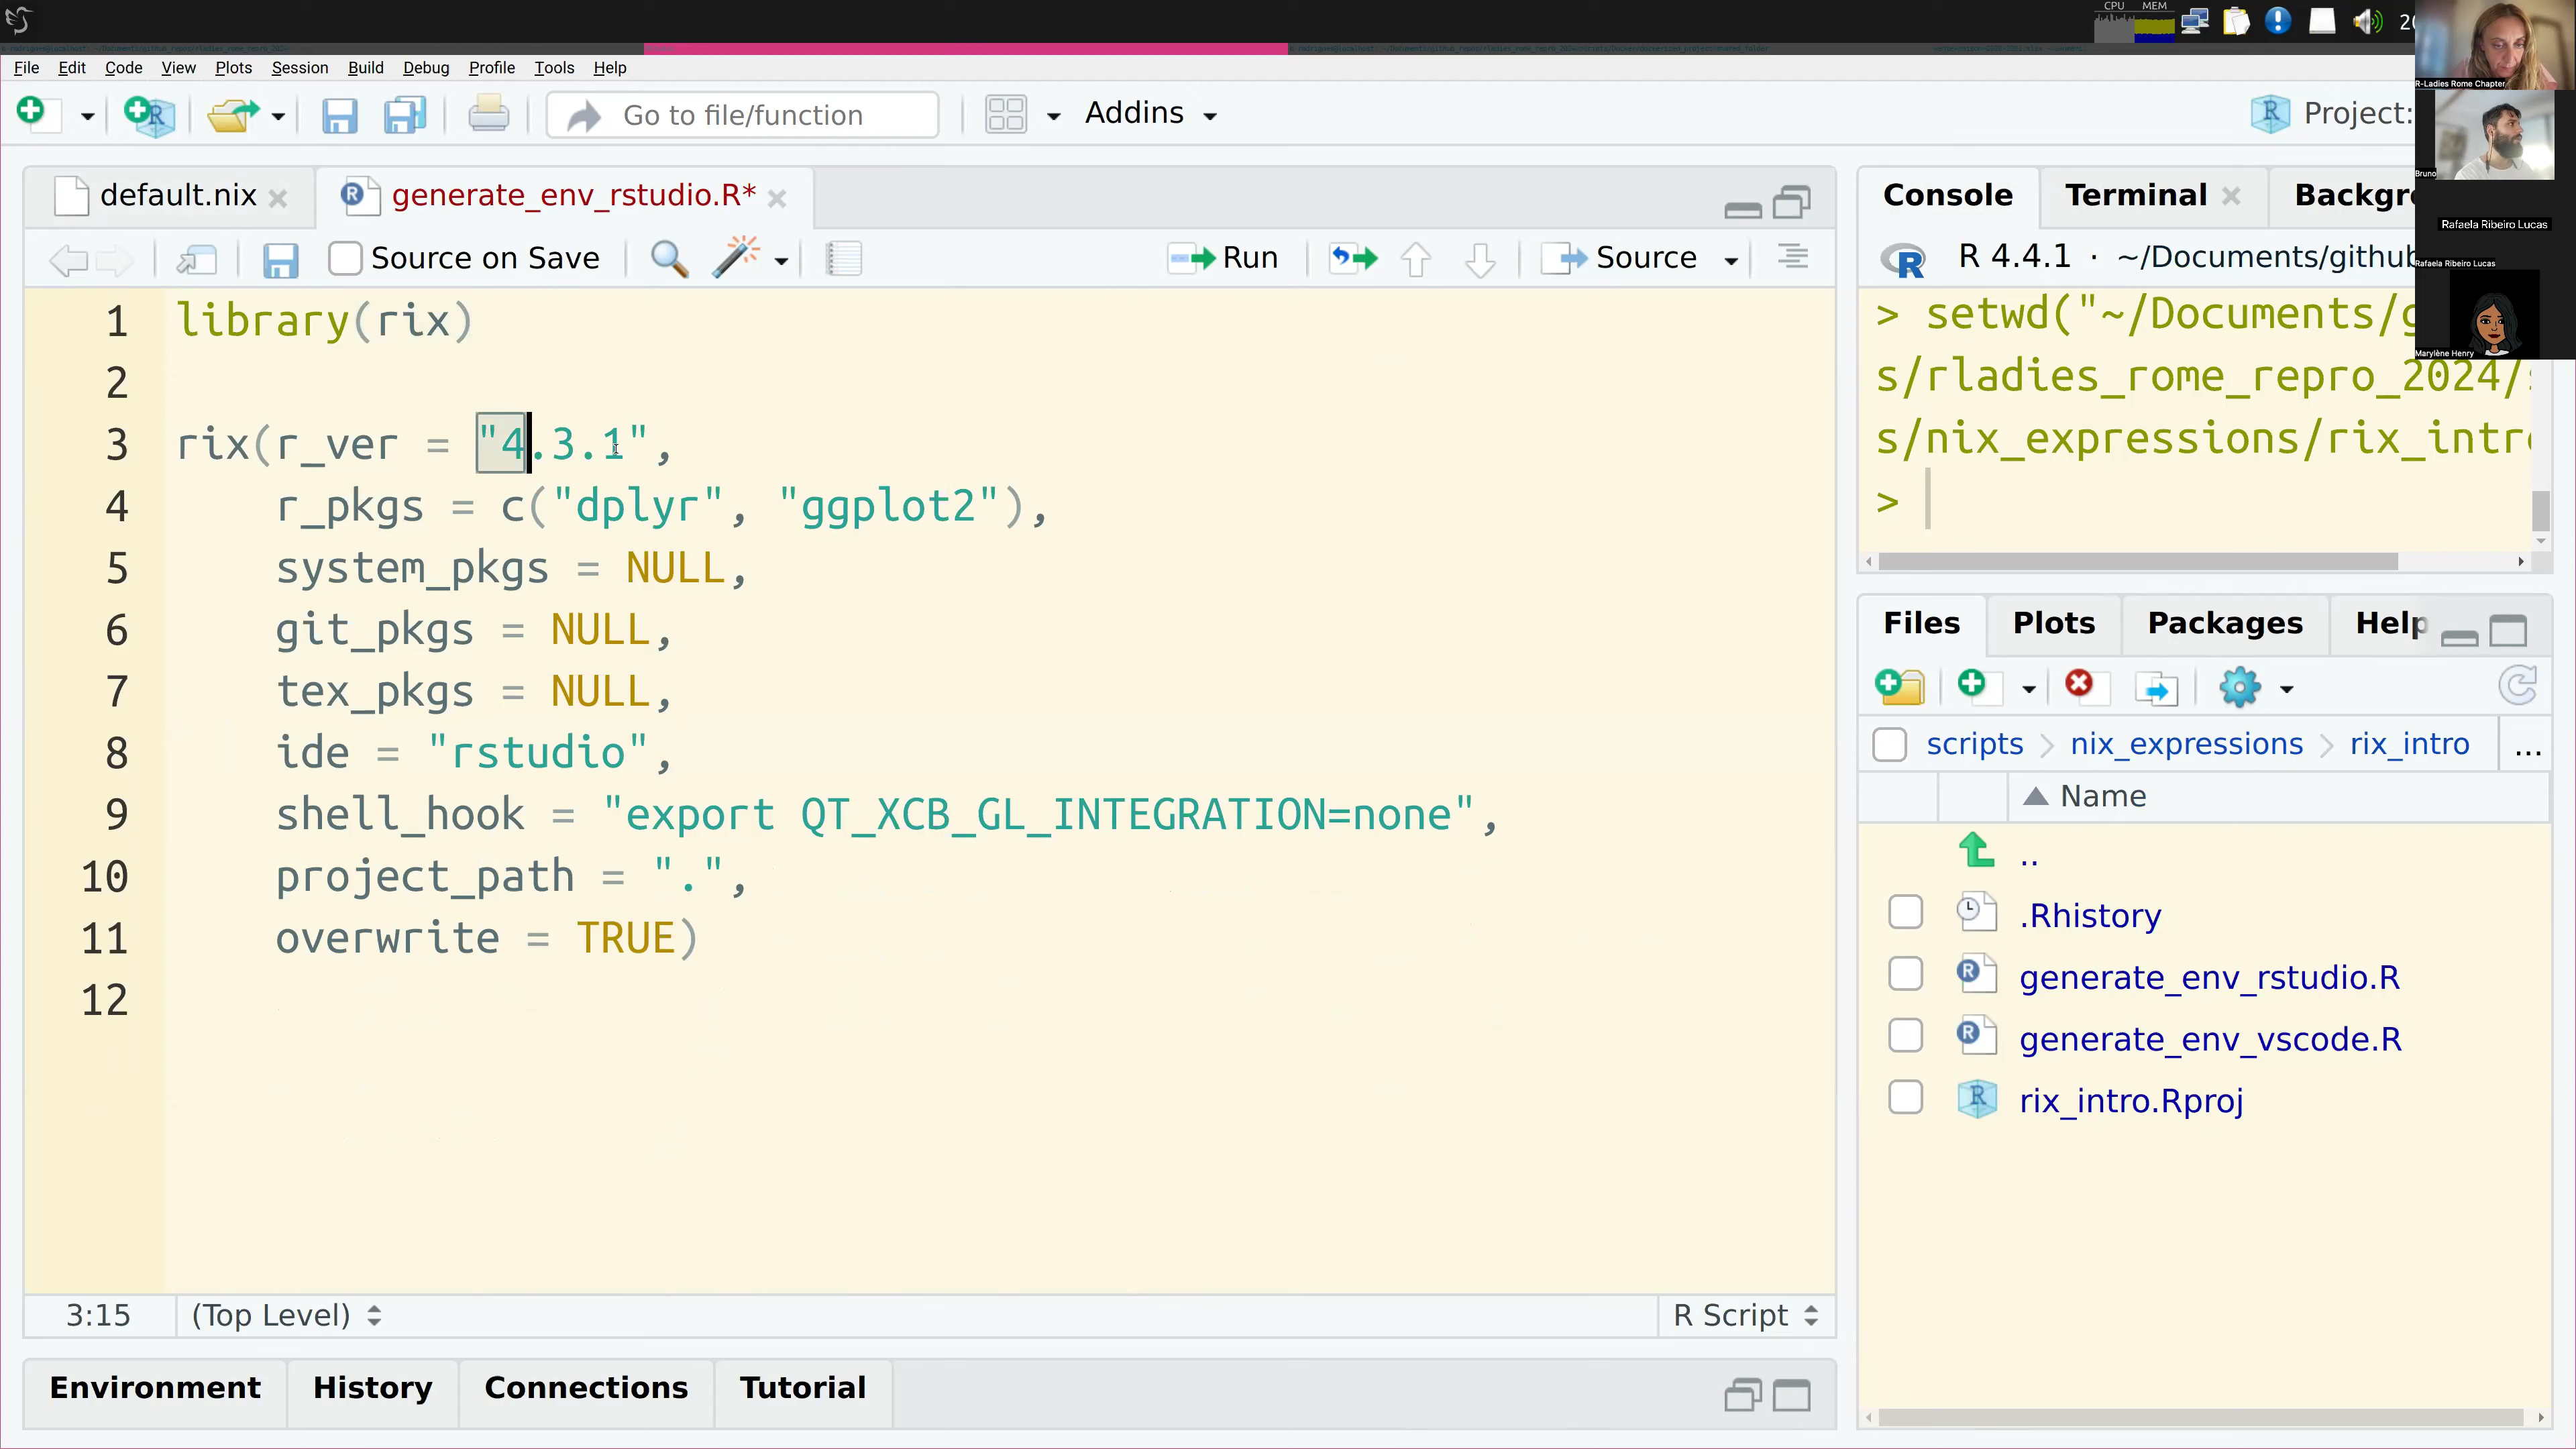 CPU MEM
20
File Edit Code View Plots Session Build Debug Profile Tools Help
Go to file/function
Addins
Project:
R-Ladies Rome Chapter
Bruno
Rafaela Ribeiro Lucas
Rafaela Ribeiro Lucas
Marylène Henry
default.nix
generate_env_rstudio.R*
Source on Save
Run
Source
1 library(rix)
2
3 rix(r_ver = "4.3.1",
4 r_pkgs = c("dplyr", "ggplot2"),
5 system_pkgs = NULL,
6 git_pkgs = NULL,
7 tex_pkgs = NULL,
8 ide = "rstudio",
9 shell_hook = "export QT_XCB_GL_INTEGRATION=none",
10 project_path = ".",
11 overwrite = TRUE)
12
3:15 (Top Level) R Script
Environment History Connections Tutorial
Console Terminal Backgr
R 4.4.1 · ~/Documents/github
> setwd("~/Documents/g
s/rladies_rome_repro_2024/s
s/nix_expressions/rix_intro
>
Files Plots Packages Help
scripts nix_expressions rix_intro ...
Name
..
.Rhistory
generate_env_rstudio.R
generate_env_vscode.R
rix_intro.Rproj